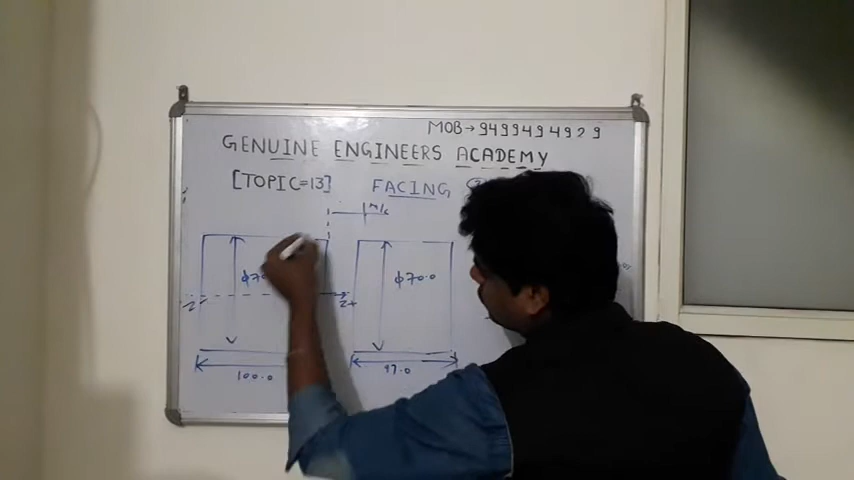 MOB→9499494929
GENUINE ENGINEERS ACADEMY
[TOPIC=13] FACING
M/c
φ70.0
Z-
Z+
100.0
97.0